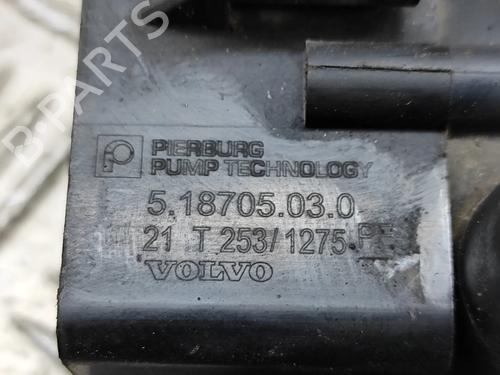 B-PARTS
PIERBURG
PUMP TECHNOLOGY
5.18705.03.0
21 T 253/1275
VOLVO